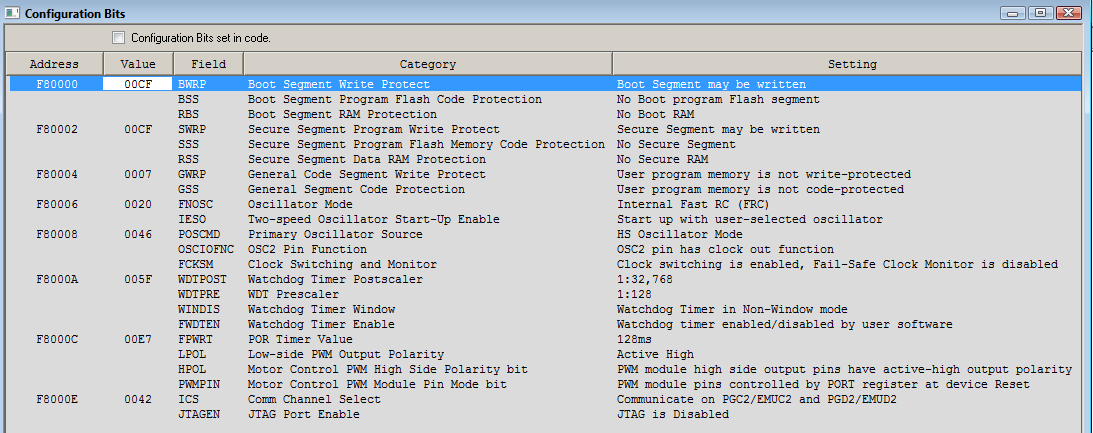 Configuration Bits
Configuration Bits set in code.
Address Value Field Category Setting
F80000 00CF BWRP Boot Segment Write Protect Boot Segment may be written
BSS Boot Segment Program Flash Code Protection No Boot program Flash segment
RBS Boot Segment RAM Protection No Boot RAM
F80002 00CF SWRP Secure Segment Program Write Protect Secure Segment may be written
SSS Secure Segment Program Flash Memory Code Protection No Secure Segment
RSS Secure Segment Data RAM Protection No Secure RAM
F80004 0007 GWRP General Code Segment Write Protect User program memory is not write-protected
GSS General Segment Code Protection User program memory is not code-protected
F80006 0020 FNOSC Oscillator Mode Internal Fast RC (FRC)
IESO Two-speed Oscillator Start-Up Enable Start up with user-selected oscillator
F80008 0046 POSCMD Primary Oscillator Source HS Oscillator Mode
OSCIOFNC OSC2 Pin Function OSC2 pin has clock out function
FCKSM Clock Switching and Monitor Clock switching is enabled, Fail-Safe Clock Monitor is disabled
F8000A 005F WDTPOST Watchdog Timer Postscaler 1:32,768
WDTPRE WDT Prescaler 1:128
WINDIS Watchdog Timer Window Watchdog Timer in Non-Window mode
FWDTEN Watchdog Timer Enable Watchdog timer enabled/disabled by user software
F8000C 00E7 FPWRT POR Timer Value 128ms
LPOL Low-side PWM Output Polarity Active High
HPOL Motor Control PWM High Side Polarity bit PWM module high side output pins have active-high output polarity
PWMPIN Motor Control PWM Module Pin Mode bit PWM module pins controlled by PORT register at device Reset
F8000E 0042 ICS Comm Channel Select Communicate on PGC2/EMUC2 and PGD2/EMUD2
JTAGEN JTAG Port Enable JTAG is Disabled